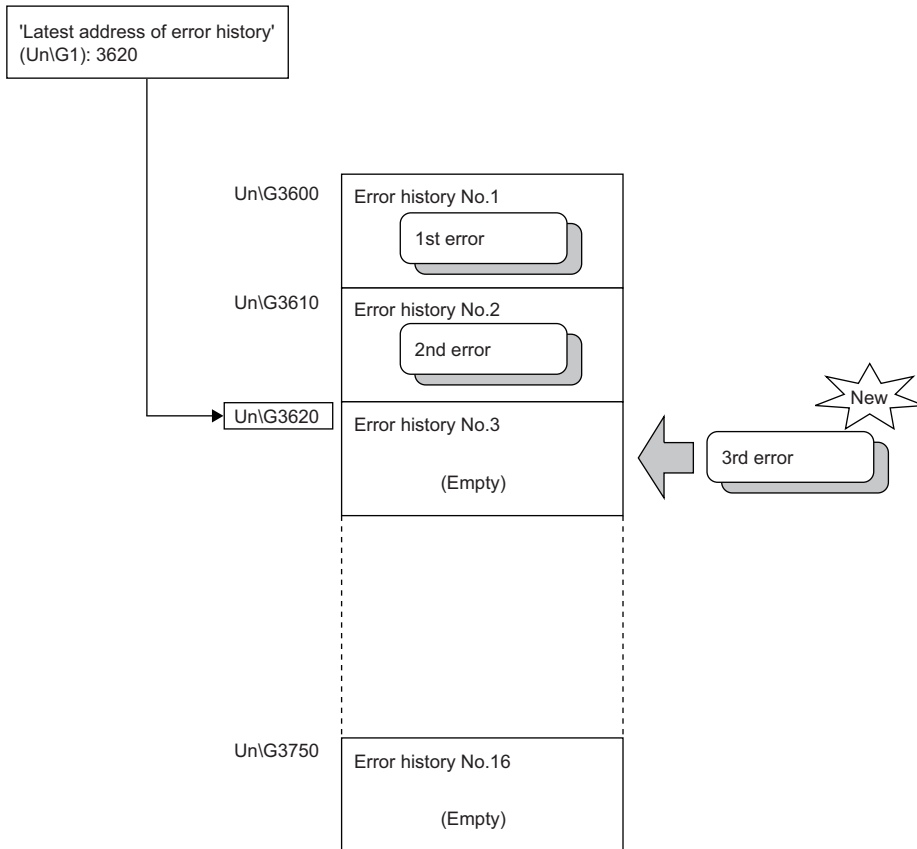 'Latest address of error history'
(Un\G1): 3620
Un\G3600
Error history No.1
1st error
Un\G3610
Error history No.2
2nd error
New
Un\G3620
Error history No.3
3rd error
(Empty)
Un\G3750
Error history No.16
(Empty)